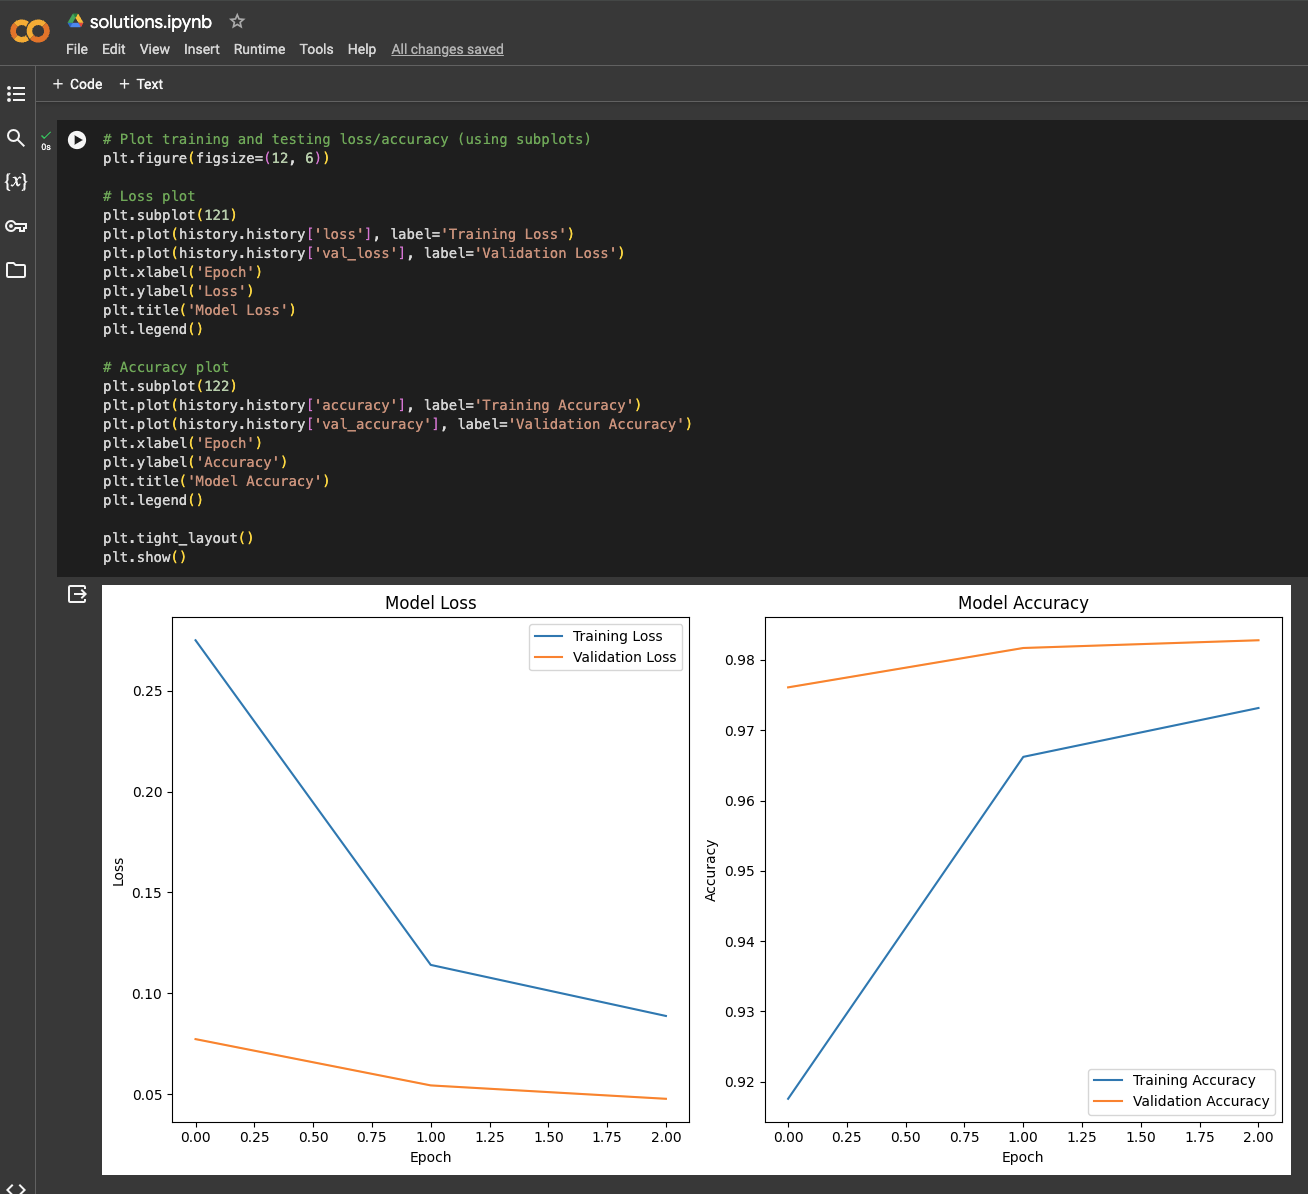 solutions.ipynb
File Edit View Insert Runtime Tools Help All changes saved
+ Code + Text
0s
# Plot training and testing loss/accuracy (using subplots)
plt.figure(figsize=(12, 6))
# Loss plot
plt.subplot(121)
plt.plot(history.history['loss'], label='Training Loss')
plt.plot(history.history['val_loss'], label='Validation Loss')
plt.xlabel('Epoch')
plt.ylabel('Loss')
plt.title('Model Loss')
plt.legend()
# Accuracy plot
plt.subplot(122)
plt.plot(history.history['accuracy'], label='Training Accuracy')
plt.plot(history.history['val_accuracy'], label='Validation Accuracy')
plt.xlabel('Epoch')
plt.ylabel('Accuracy')
plt.title('Model Accuracy')
plt.legend()
plt.tight_layout()
plt.show()
{x}
Model Loss
Training Loss
Validation Loss
0.25
0.20
0.15
0.10
0.05
Loss
0.00 0.25 0.50 0.75 1.00 1.25 1.50 1.75 2.00
Epoch
Model Accuracy
0.98
0.97
0.96
0.95
0.94
0.93
0.92
Accuracy
Training Accuracy
Validation Accuracy
0.00 0.25 0.50 0.75 1.00 1.25 1.50 1.75 2.00
Epoch